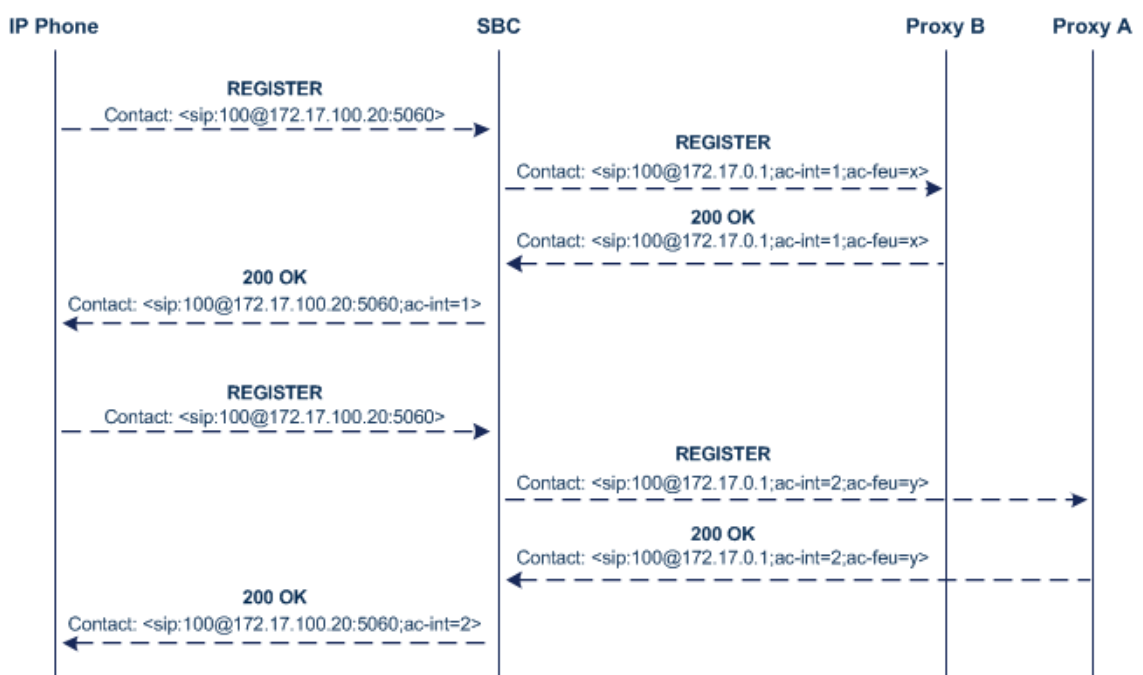 IP Phone
SBC
Proxy B
Proxy A
REGISTER
Contact: <sip:100@172.17.100.20:5060>
REGISTER
Contact: <sip:100@172.17.0.1;ac-int=1;ac-feu=x>
200 OK
Contact: <sip:100@172.17.0.1;ac-int=1;ac-feu=x>
200 OK
Contact: <sip:100@172.17.100.20:5060;ac-int=1>
REGISTER
Contact: <sip:100@172.17.100.20:5060>
REGISTER
Contact: <sip:100@172.17.0.1;ac-int=2;ac-feu=y>
200 OK
Contact: <sip:100@172.17.0.1;ac-int=2;ac-feu=y>
200 OK
Contact: <sip:100@172.17.100.20:5060;ac-int=2>